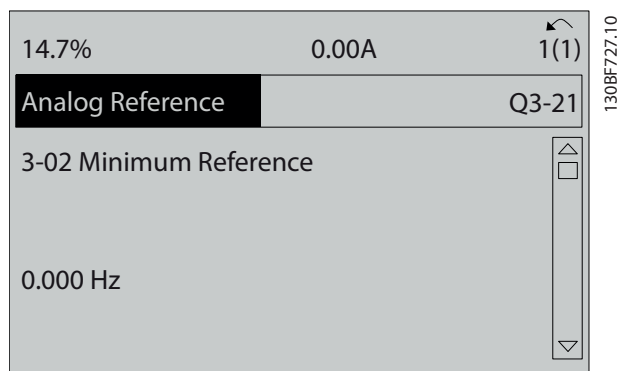 14.7% 0.00A 1(1)
Analog Reference Q3-21
3-02 Minimum Reference
0.000 Hz
130BF727.10